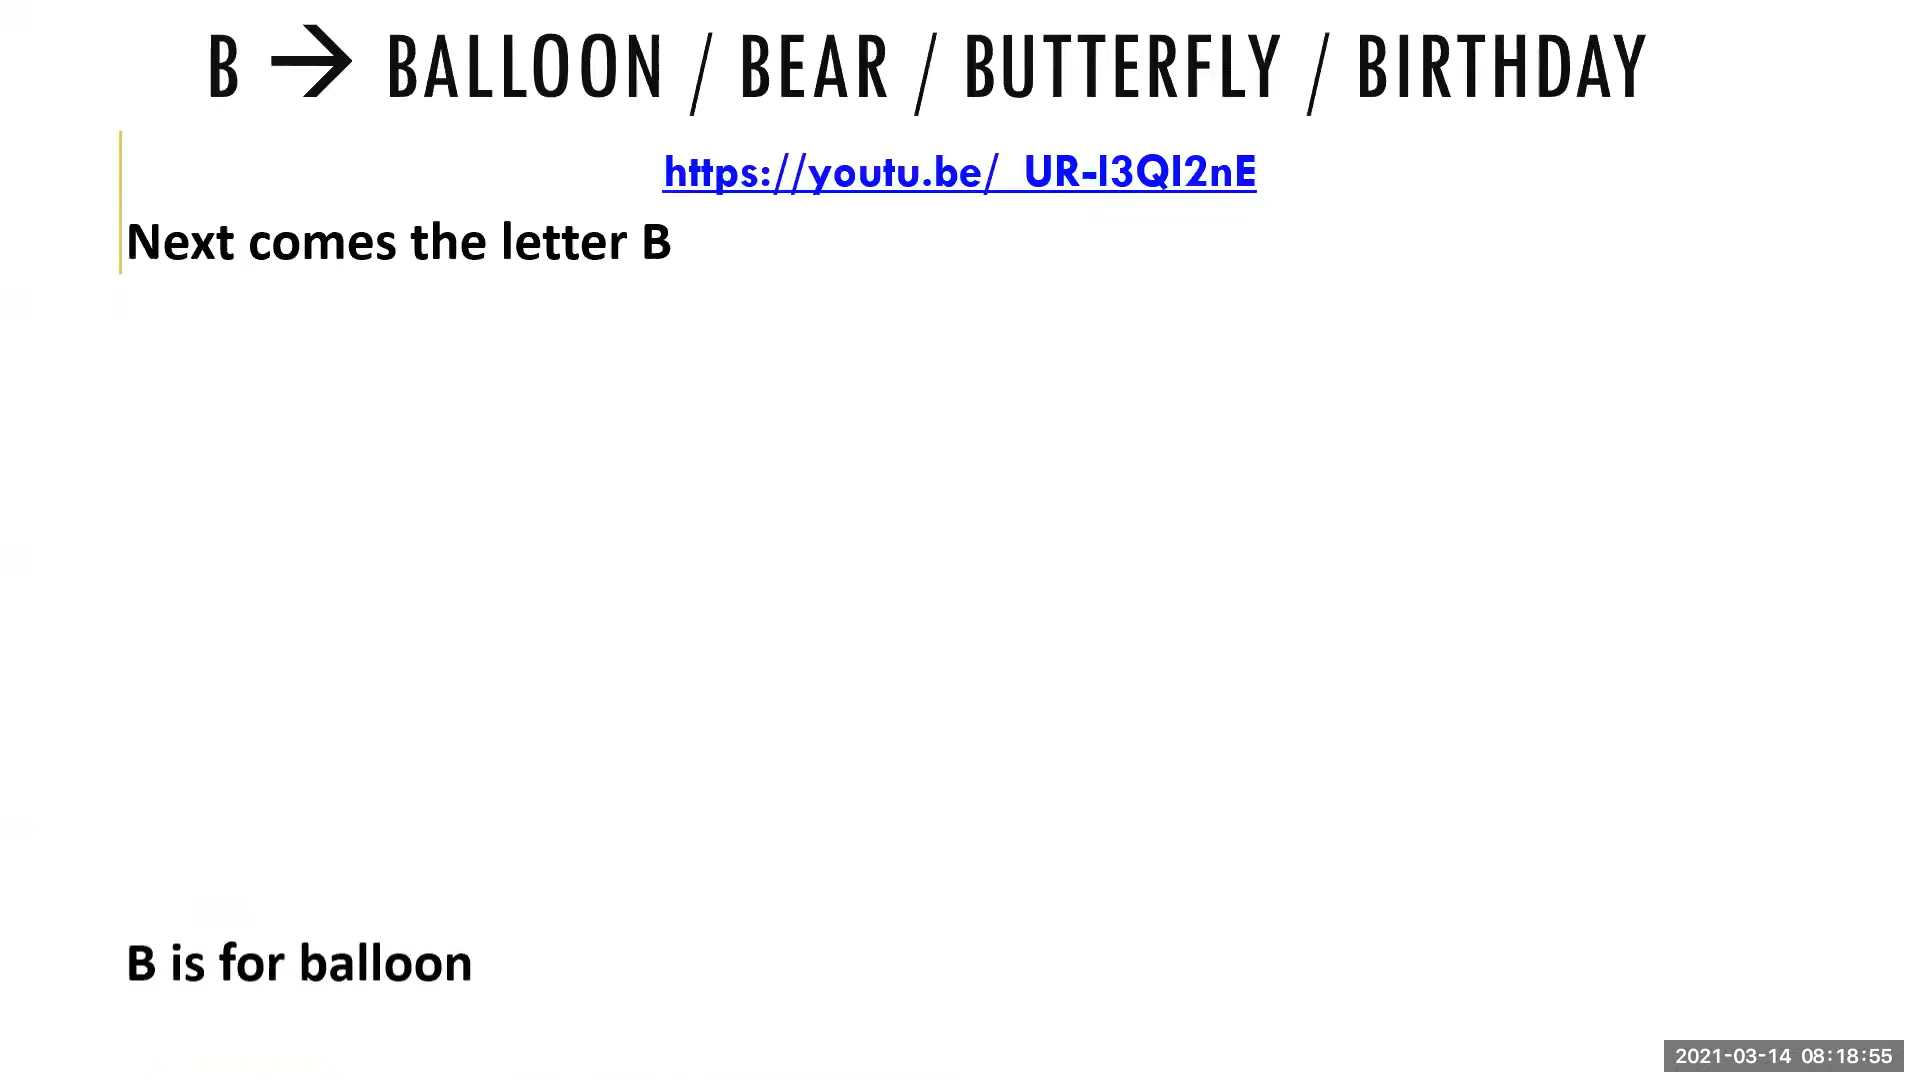 B → BALLOON / BEAR / BUTTERFLY / BIRTHDAY
https://youtu.be/_UR-I3QI2nE
Next comes the letter B
B is for balloon
2021-03-14 08:18:55